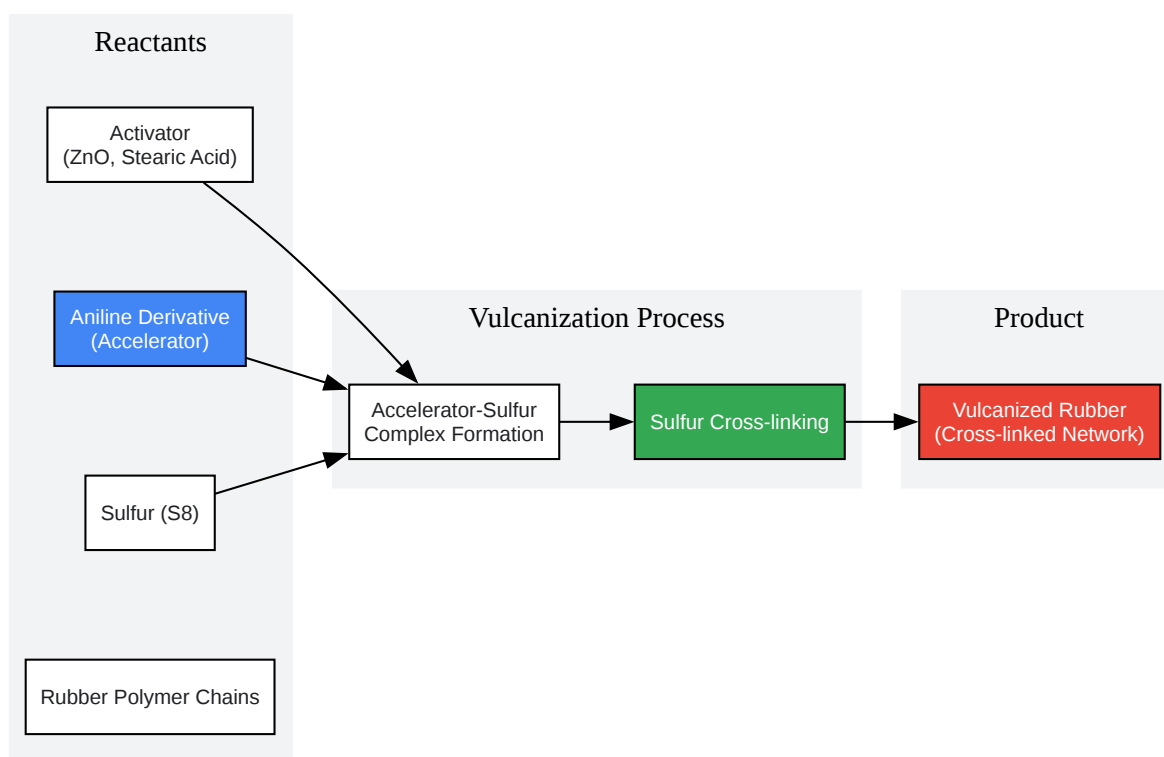 Reactants
Activator
(ZnO, Stearic Acid)
Aniline Derivative
(Accelerator)
Sulfur (S8)
Rubber Polymer Chains
Vulcanization Process
Accelerator-Sulfur
Complex Formation
Sulfur Cross-linking
Product
Vulcanized Rubber
(Cross-linked Network)